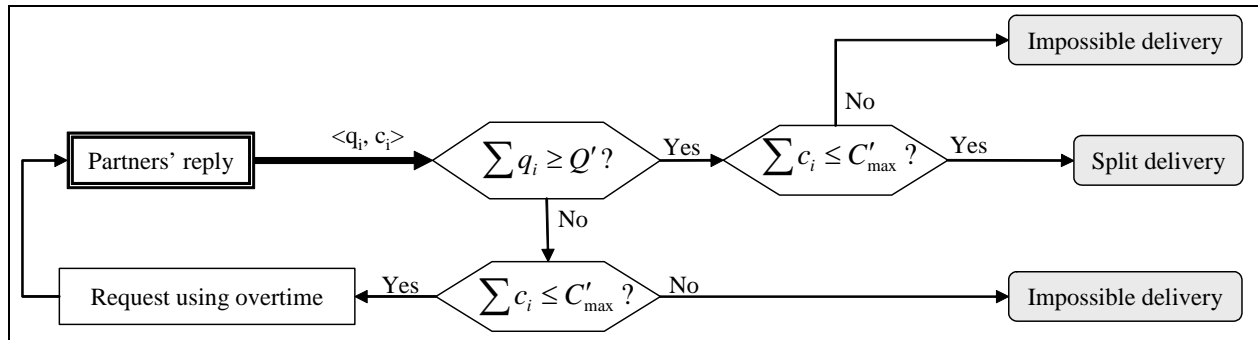 Impossible delivery
No
<qᵢ, cᵢ>
Partners’ reply
∑ qᵢ ≥ Q′ ?
Yes
∑ cᵢ ≤ C′max ?
Yes
Split delivery
No
Request using overtime
Yes
∑ cᵢ ≤ C′max ?
No
Impossible delivery